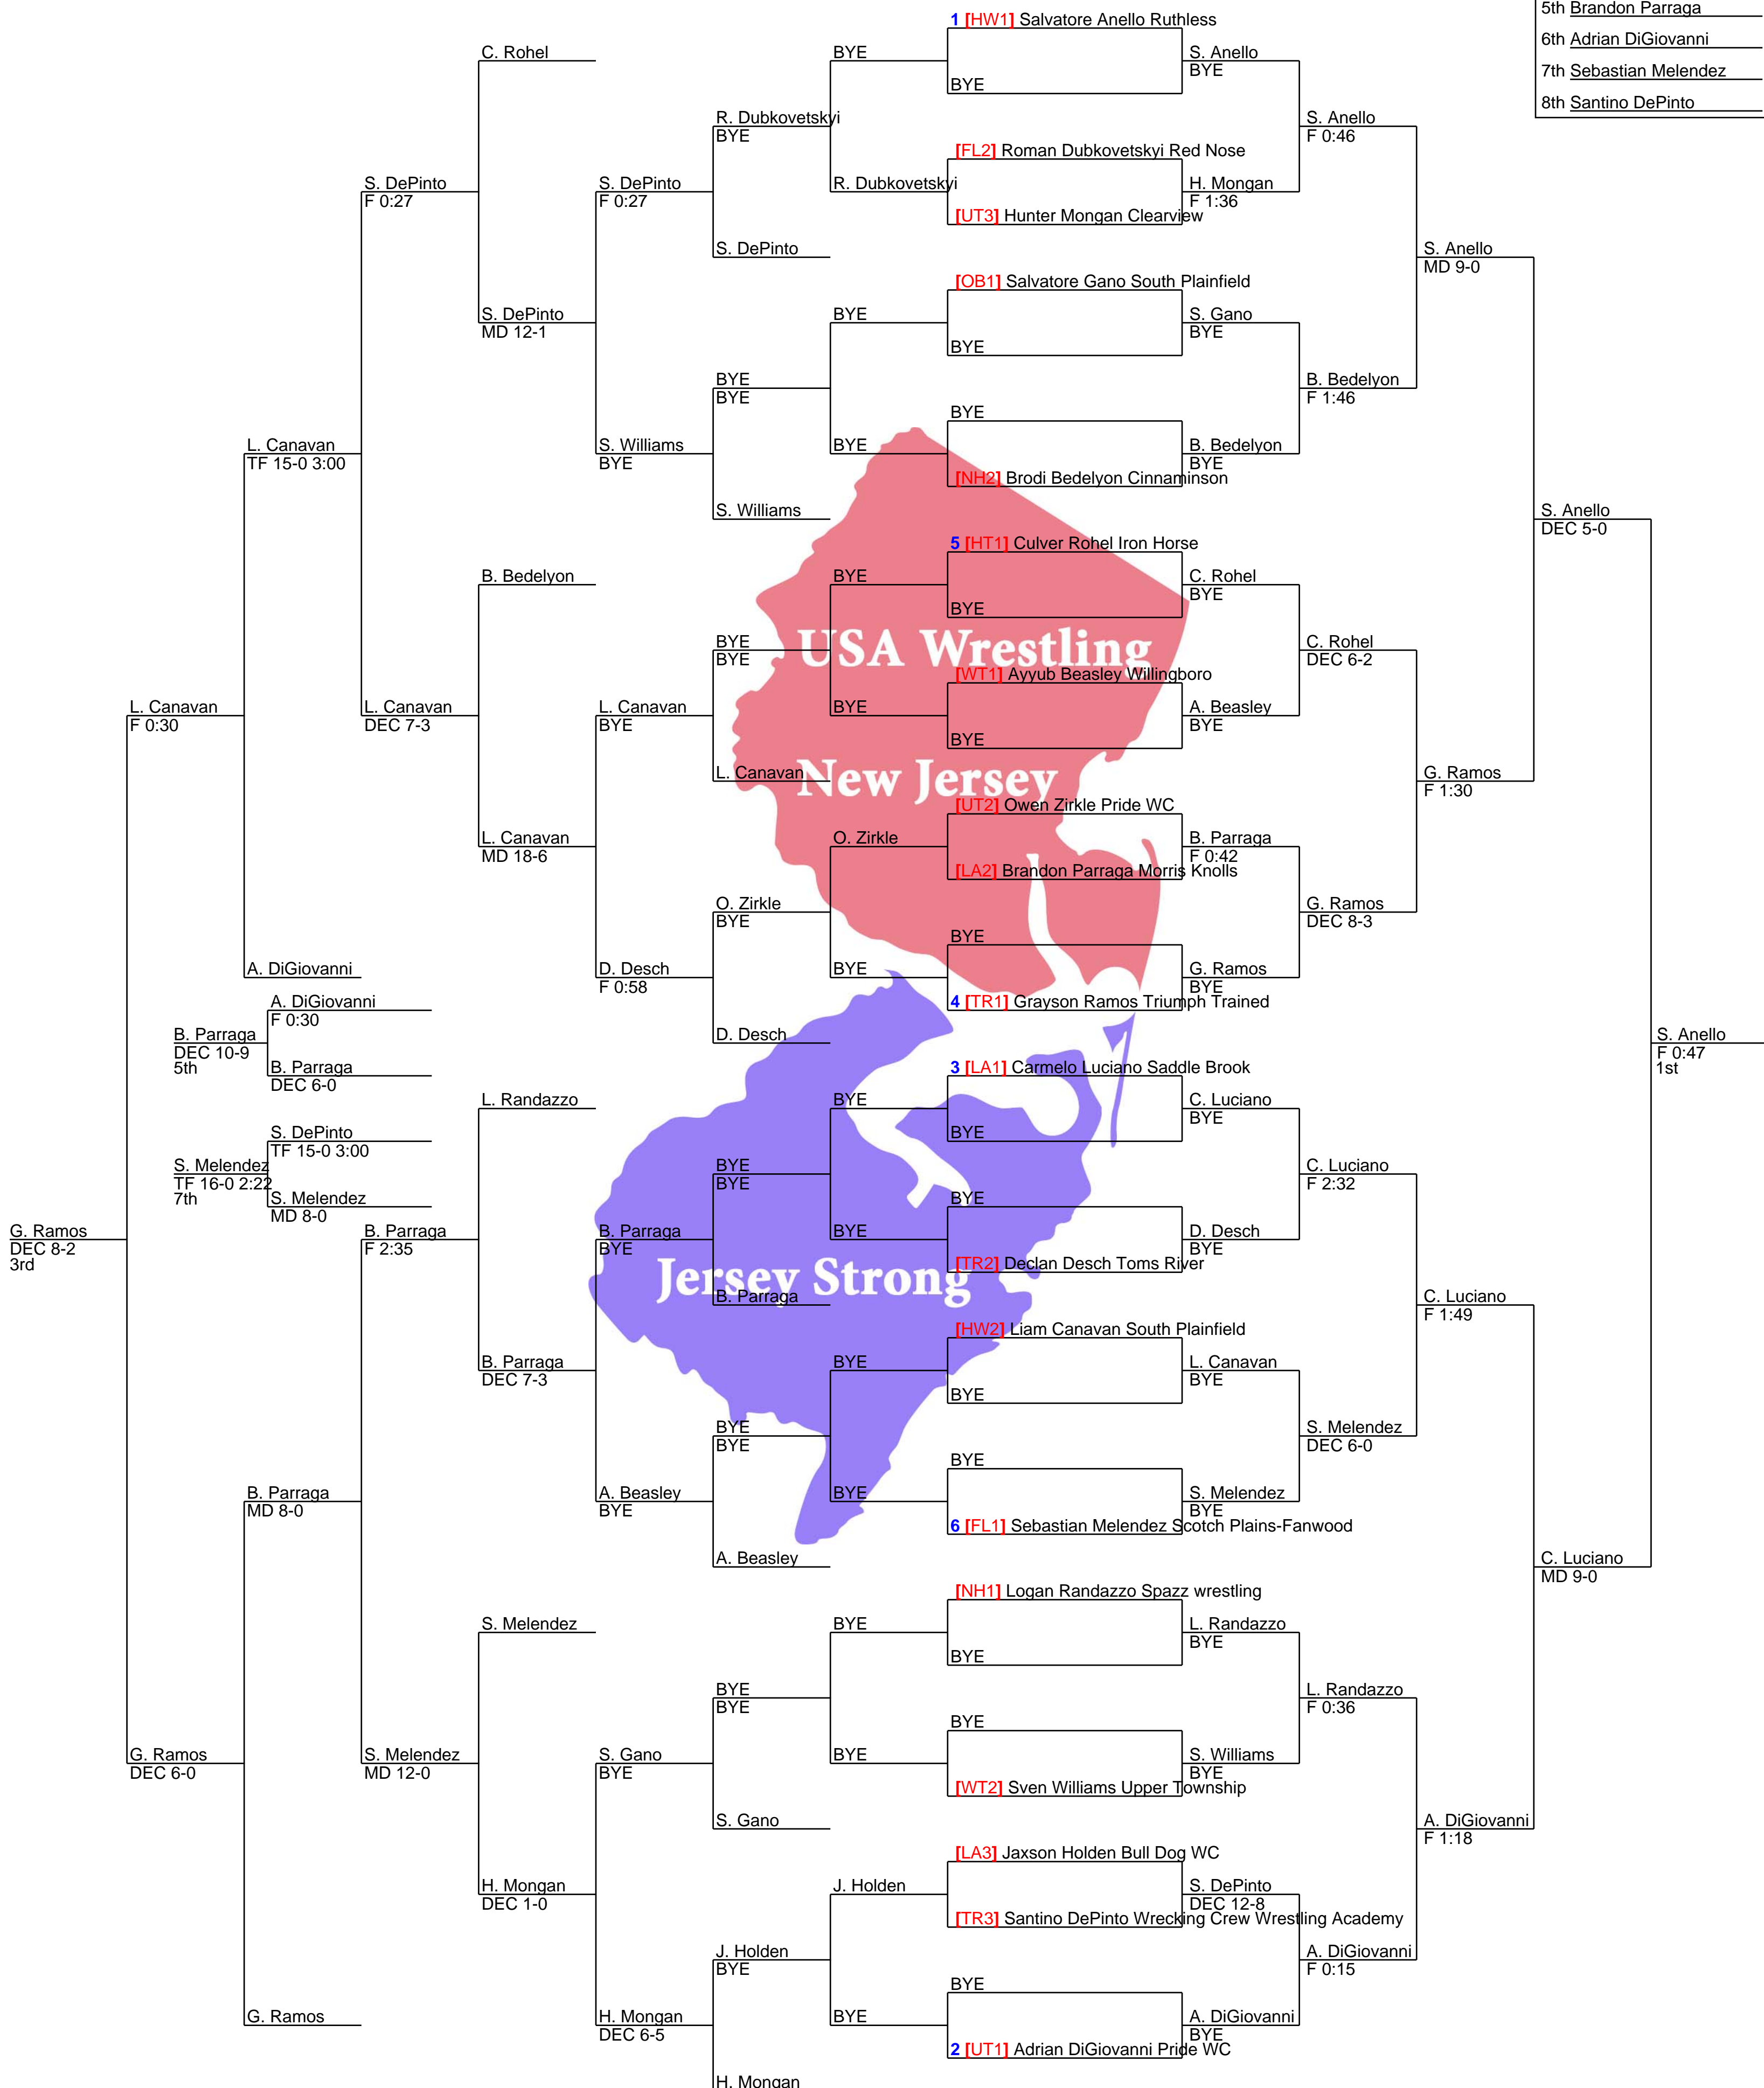 5th Brandon Parraga
6th Adrian DiGiovanni
7th Sebastian Melendez
8th Santino DePinto
1 [HW1] Salvatore Anello Ruthless
BYE
[FL2] Roman Dubkovetskyi Red Nose
[UT3] Hunter Mongan Clearview
[OB1] Salvatore Gano South Plainfield
BYE
BYE
[NH2] Brodi Bedelyon Cinnaminson
5 [HT1] Culver Rohel Iron Horse
BYE
[WT1] Ayyub Beasley Willingboro
BYE
[UT2] Owen Zirkle Pride WC
[LA2] Brandon Parraga Morris Knolls
BYE
4 [TR1] Grayson Ramos Triumph Trained
3 [LA1] Carmelo Luciano Saddle Brook
BYE
BYE
[TR2] Declan Desch Toms River
[HW2] Liam Canavan South Plainfield
BYE
BYE
6 [FL1] Sebastian Melendez Scotch Plains-Fanwood
[NH1] Logan Randazzo Spazz wrestling
BYE
BYE
[WT2] Sven Williams Upper Township
[LA3] Jaxson Holden Bull Dog WC
[TR3] Santino DePinto Wrecking Crew Wrestling Academy
BYE
2 [UT1] Adrian DiGiovanni Pride WC
S. Anello
BYE
H. Mongan
F 1:36
S. Gano
BYE
B. Bedelyon
BYE
C. Rohel
BYE
A. Beasley
BYE
B. Parraga
F 0:42
G. Ramos
BYE
C. Luciano
BYE
D. Desch
BYE
L. Canavan
BYE
S. Melendez
BYE
L. Randazzo
BYE
S. Williams
BYE
S. DePinto
DEC 12-8
A. DiGiovanni
BYE
S. Anello
F 0:46
B. Bedelyon
F 1:46
C. Rohel
DEC 6-2
G. Ramos
DEC 8-3
C. Luciano
F 2:32
S. Melendez
DEC 6-0
L. Randazzo
F 0:36
A. DiGiovanni
F 0:15
S. Anello
MD 9-0
G. Ramos
F 1:30
C. Luciano
F 1:49
A. DiGiovanni
F 1:18
S. Anello
DEC 5-0
C. Luciano
MD 9-0
S. Anello
F 0:47
1st
BYE
R. Dubkovetskyi
BYE
BYE
BYE
BYE
O. Zirkle
BYE
BYE
BYE
BYE
BYE
BYE
BYE
J. Holden
BYE
R. Dubkovetskyi
BYE
S. DePinto
BYE
BYE
S. Williams
BYE
BYE
L. Canavan
O. Zirkle
BYE
D. Desch
BYE
BYE
B. Parraga
BYE
BYE
A. Beasley
BYE
BYE
S. Gano
J. Holden
BYE
H. Mongan
S. DePinto
F 0:27
S. Williams
BYE
L. Canavan
BYE
D. Desch
F 0:58
B. Parraga
BYE
A. Beasley
BYE
S. Gano
BYE
H. Mongan
DEC 6-5
C. Rohel
S. DePinto
MD 12-1
B. Bedelyon
L. Canavan
MD 18-6
L. Randazzo
B. Parraga
DEC 7-3
S. Melendez
H. Mongan
DEC 1-0
S. DePinto
F 0:27
L. Canavan
DEC 7-3
B. Parraga
F 2:35
S. Melendez
MD 12-0
L. Canavan
TF 15-0 3:00
A. DiGiovanni
B. Parraga
MD 8-0
G. Ramos
L. Canavan
F 0:30
G. Ramos
DEC 6-0
G. Ramos
DEC 8-2
3rd
A. DiGiovanni
F 0:30
B. Parraga
DEC 6-0
B. Parraga
DEC 10-9
5th
S. DePinto
TF 15-0 3:00
S. Melendez
MD 8-0
S. Melendez
TF 16-0 2:22
7th
USA Wrestling
New Jersey
Jersey Strong